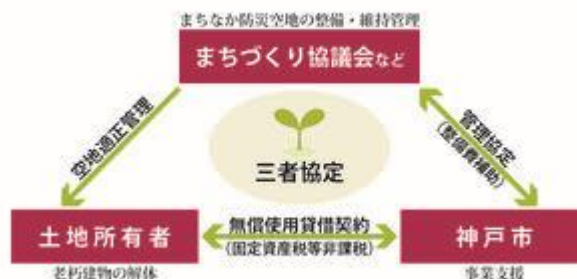 まちなか防災空地の整備・維持管理
まちづくり協議会など
空地適正管理
管理協定
(整備費補助)
三者協定
土地所有者
無償使用貸借契約
(固定資産税等非課税)
神戸市
老朽建物の解体
事業支援